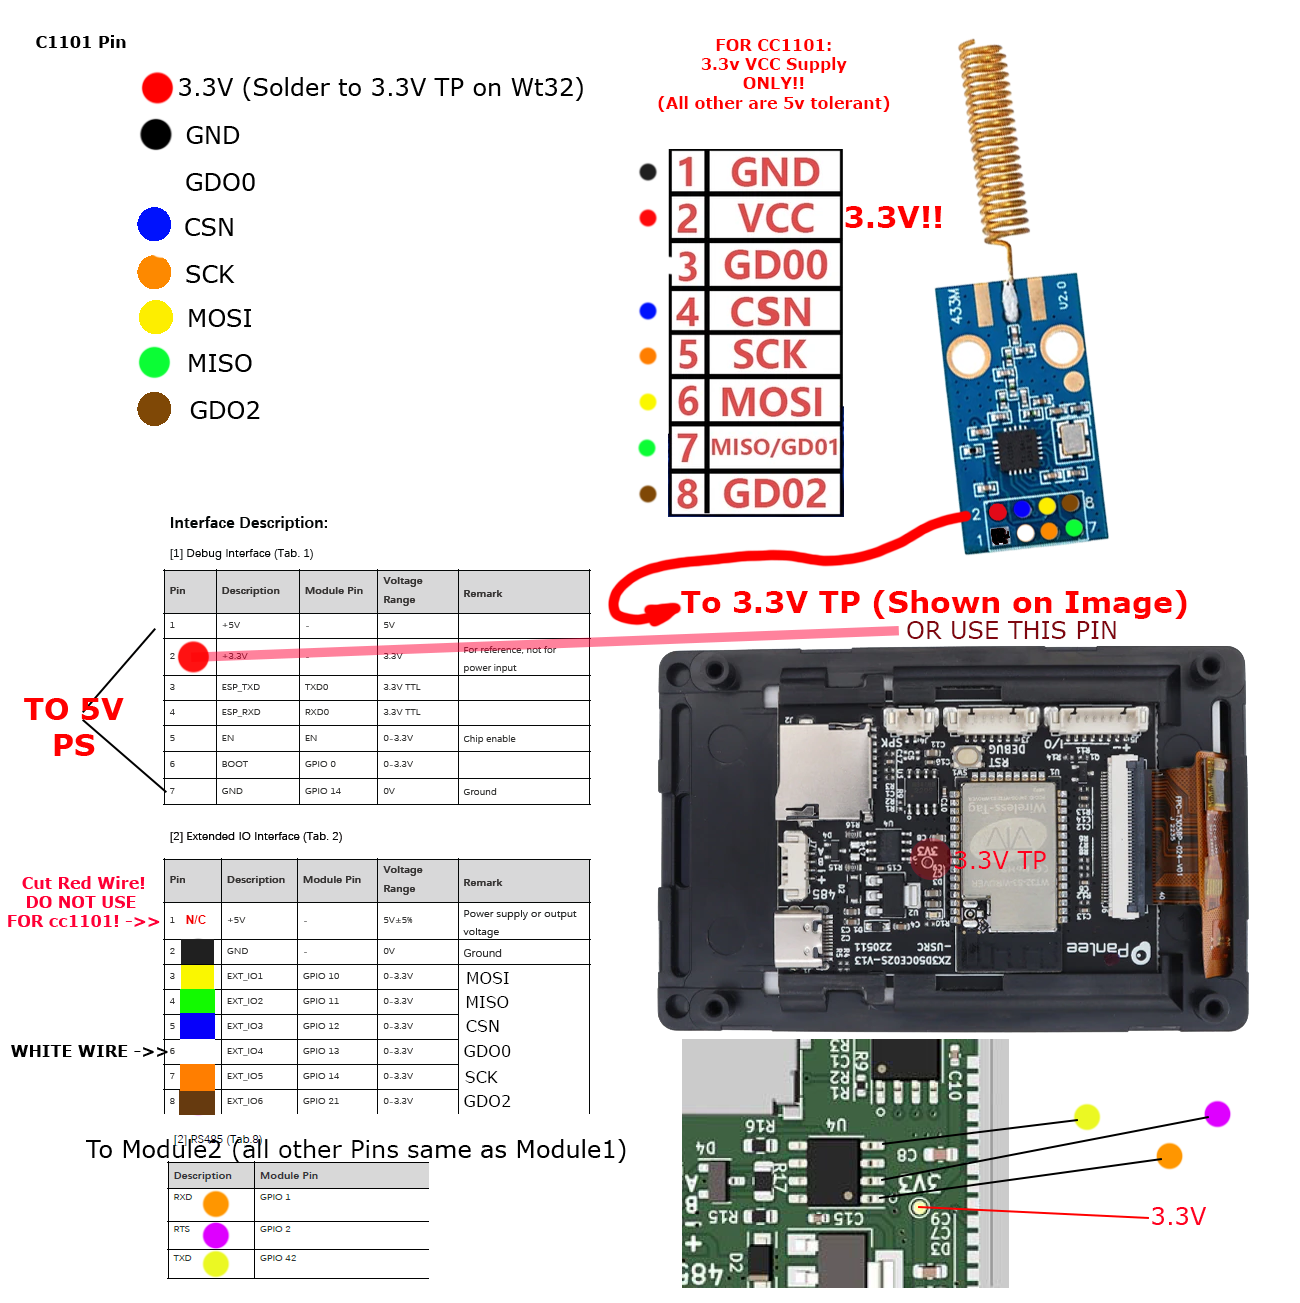 C1101 Pin
3.3V (Solder to 3.3V TP on Wt32)
GND
GDO0
CSN
SCK
MOSI
MISO
GDO2
FOR CC1101:
3.3v VCC Supply
ONLY!!
(All other are 5v tolerant)
1 GND
2 VCC 3.3V!!
3 GD00
4 CSN
5 SCK
6 MOSI
7 MISO/GD01
8 GD02
433M
U2.0
2 8
1 7
To 3.3V TP (Shown on Image)
OR USE THIS PIN
Interface Description:
[1] Debug Interface (Tab. 1)
Pin Description Module Pin Voltage Range Remark
1 +5V - 5V
2 +3.3V - 3.3V For reference, not for power input
3 ESP_TXD TXD0 3.3V TTL
4 ESP_RXD RXD0 3.3V TTL
5 EN EN 0~3.3V Chip enable
6 BOOT GPIO 0 0~3.3V
7 GND GPIO 14 0V Ground
TO 5V
PS
[2] Extended IO Interface (Tab. 2)
Pin Description Module Pin Voltage Range Remark
1 N/C +5V - 5V±5% Power supply or output voltage
2 GND - 0V Ground
3 EXT_IO1 GPIO 10 0~3.3V MOSI
4 EXT_IO2 GPIO 11 0~3.3V MISO
5 EXT_IO3 GPIO 12 0~3.3V CSN
6 EXT_IO4 GPIO 13 0~3.3V GDO0
7 EXT_IO5 GPIO 14 0~3.3V SCK
8 EXT_IO6 GPIO 21 0~3.3V GDO2
Cut Red Wire!
DO NOT USE
FOR cc1101! ->>
WHITE WIRE ->>
[2] RS485 (Tab.8)
To Module2 (all other Pins same as Module1)
Description Module Pin
RXD GPIO 1
RTS GPIO 2
TXD GPIO 42
J2
SPK
DEBUG
I/O
RST
U1
Wireless-Tag
3V3
3.3V TP
485
220511
-USRC
ZX3D50CE02S-V13
PanLee
FPC-T3058P-024-V01
R9
C10
R16
U4
D4
C8
R17
3V3
R15
C15
C9
C7
D3
D2
485
3.3V